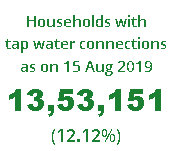 Households with
tap water connections
as on 15 Aug 2019
13,53,151
(12.12%)